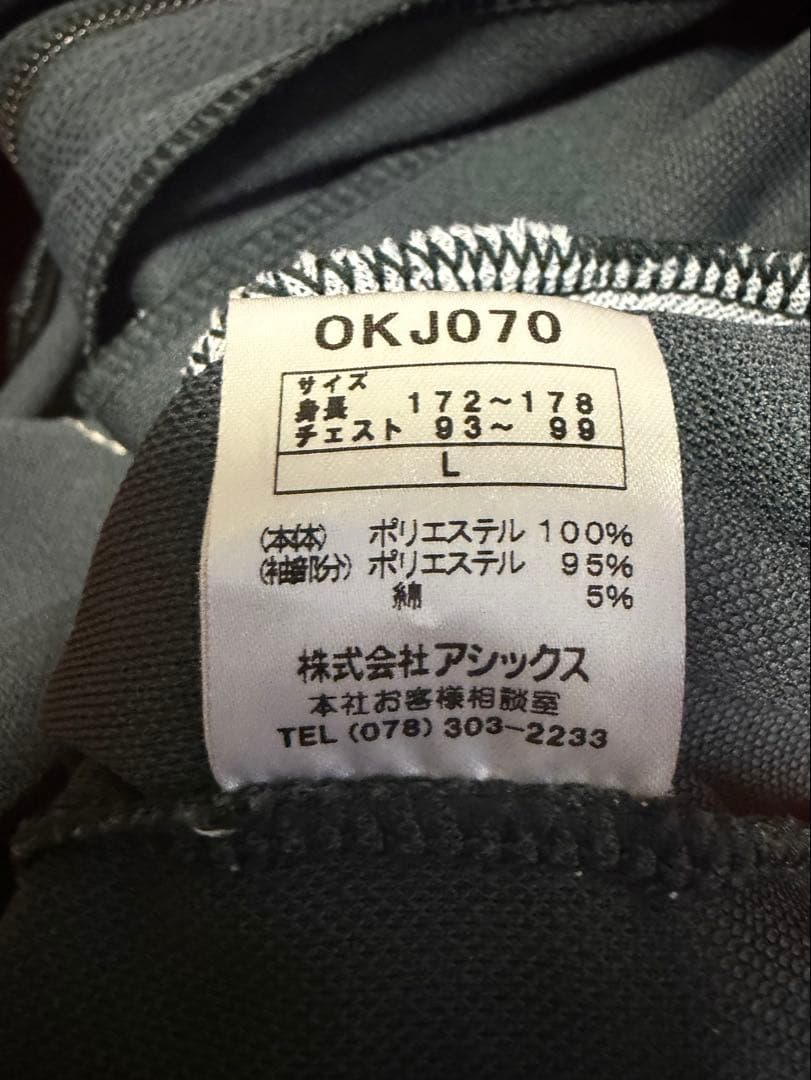 OKJ070
サイズ
身長 172～178
チェスト 93～ 99
L
(本体) ポリエステル 100%
(袖部分) ポリエステル 95%
綿 5%
株式会社アシックス
本社お客様相談室
TEL (078) 303-2233